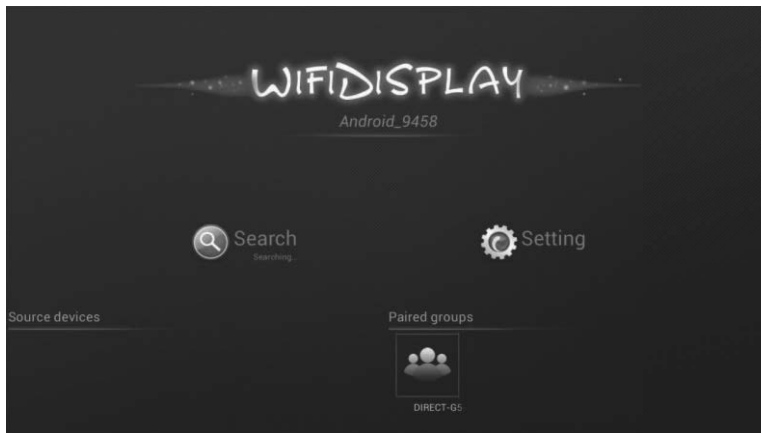 WIFIDISPLAY
Android_9458
Search
Searching...
Setting
Source devices
Paired groups
DIRECT-G5